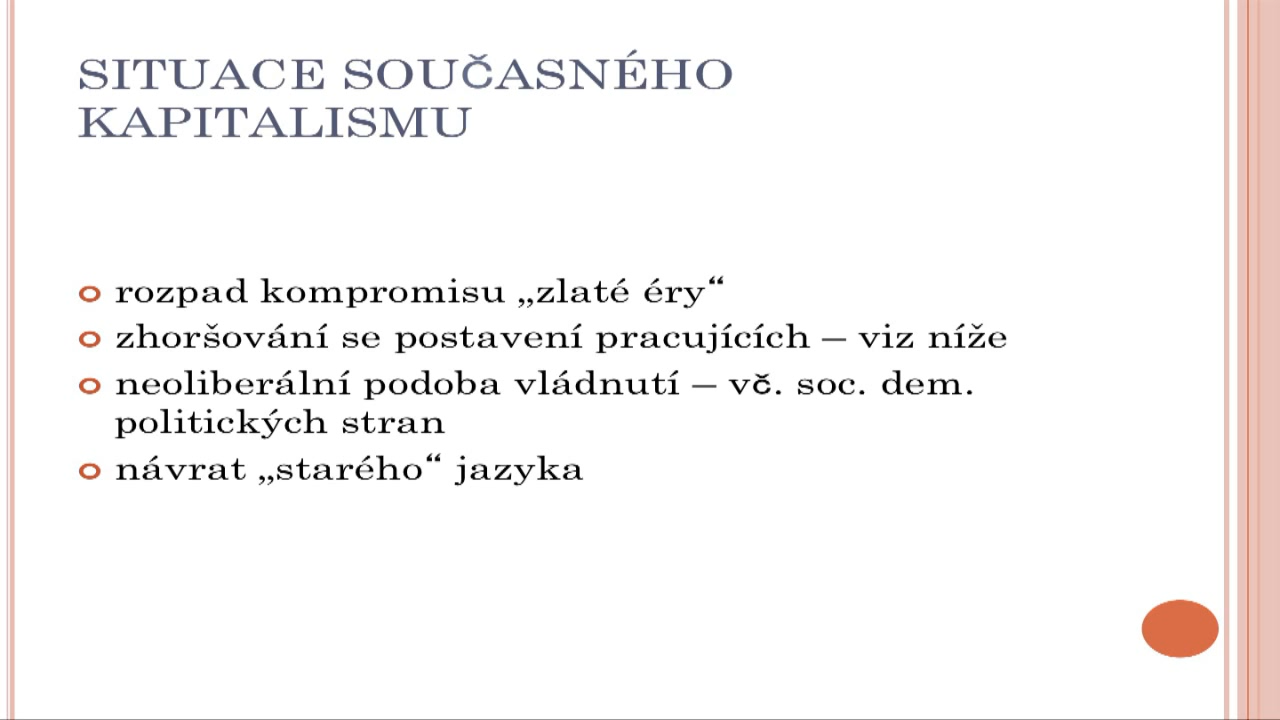 SITUACE SOUČASNÉHO
KAPITALISMU
rozpad kompromisu „zlaté éry“
zhoršování se postavení pracujících – viz níže
neoliberální podoba vládnutí – vč. soc. dem.
politických stran
návrat „starého“ jazyka